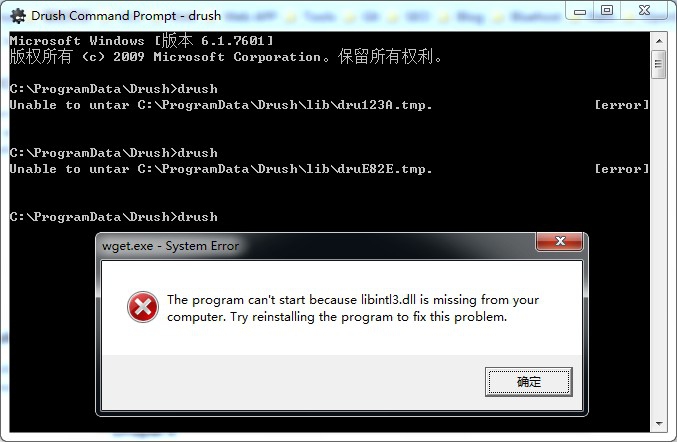 Drush Command Prompt - drush
Microsoft Windows [版本 6.1.7601]
版权所有 (c) 2009 Microsoft Corporation。保留所有权利。
C:\ProgramData\Drush>drush
Unable to untar C:\ProgramData\Drush\lib\dru123A.tmp. [error]
C:\ProgramData\Drush>drush
Unable to untar C:\ProgramData\Drush\lib\druE82E.tmp. [error]
C:\ProgramData\Drush>drush
wget.exe - System Error
The program can't start because libintl3.dll is missing from your
computer. Try reinstalling the program to fix this problem.
确定